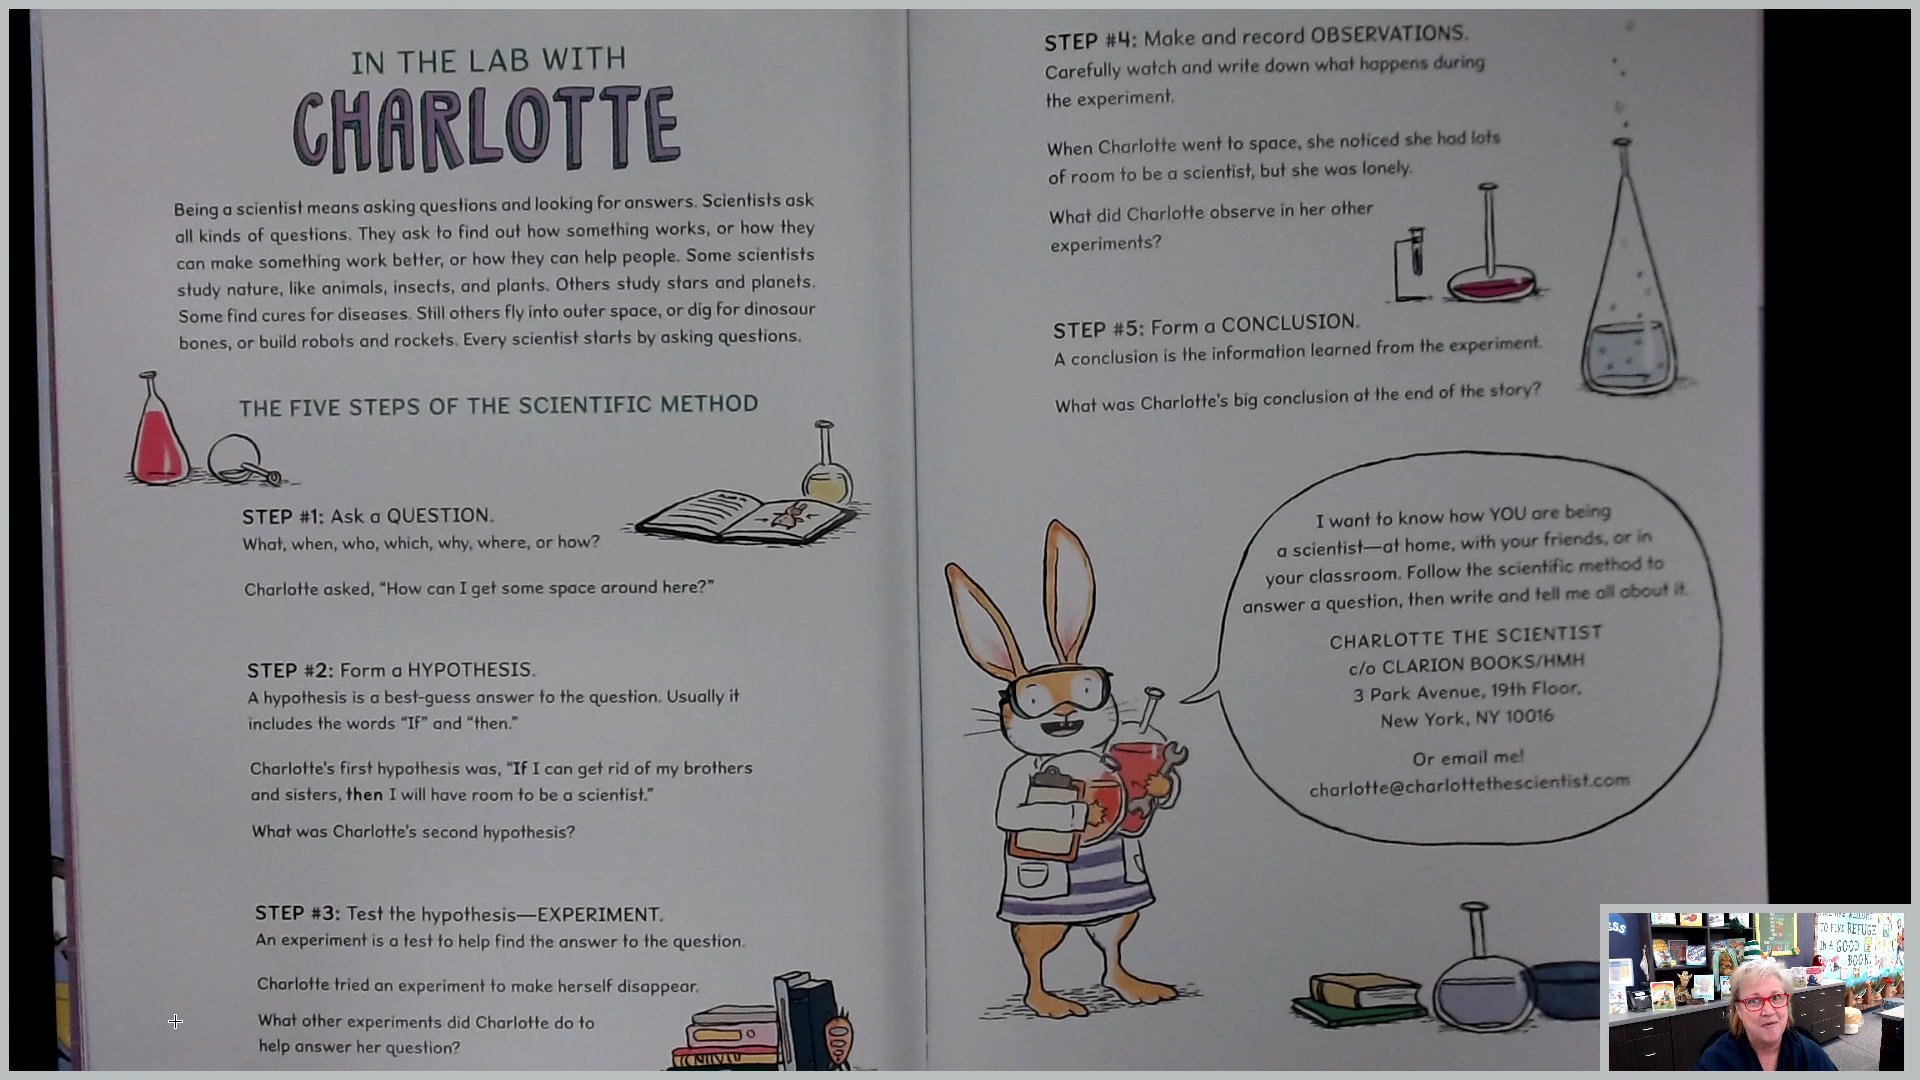 IN THE LAB WITH
CHARLOTTE
Being a scientist means asking questions and looking for answers. Scientists ask
all kinds of questions. They ask to find out how something works, or how they
can make something work better, or how they can help people. Some scientists
study nature, like animals, insects, and plants. Others study stars and planets.
Some find cures for diseases. Still others fly into outer space, or dig for dinosaur
bones, or build robots and rockets. Every scientist starts by asking questions.
THE FIVE STEPS OF THE SCIENTIFIC METHOD
STEP #1: Ask a QUESTION.
What, when, who, which, why, where, or how?
Charlotte asked, “How can I get some space around here?”
STEP #2: Form a HYPOTHESIS.
A hypothesis is a best-guess answer to the question. Usually it
includes the words “If” and “then.”
Charlotte’s first hypothesis was, “If I can get rid of my brothers
and sisters, then I will have room to be a scientist.”
What was Charlotte’s second hypothesis?
STEP #3: Test the hypothesis—EXPERIMENT.
An experiment is a test to help find the answer to the question.
Charlotte tried an experiment to make herself disappear.
What other experiments did Charlotte do to
help answer her question?
STEP #4: Make and record OBSERVATIONS.
Carefully watch and write down what happens during
the experiment.
When Charlotte went to space, she noticed she had lots
of room to be a scientist, but she was lonely.
What did Charlotte observe in her other
experiments?
STEP #5: Form a CONCLUSION.
A conclusion is the information learned from the experiment.
What was Charlotte’s big conclusion at the end of the story?
I want to know how YOU are being
a scientist—at home, with your friends, or in
your classroom. Follow the scientific method to
answer a question, then write and tell me all about it.
CHARLOTTE THE SCIENTIST
c/o CLARION BOOKS/HMH
3 Park Avenue, 19th Floor,
New York, NY 10016
Or email me!
charlotte@charlottethescientist.com
TO FIND REFUGE
IN A GOOD
BOOK.